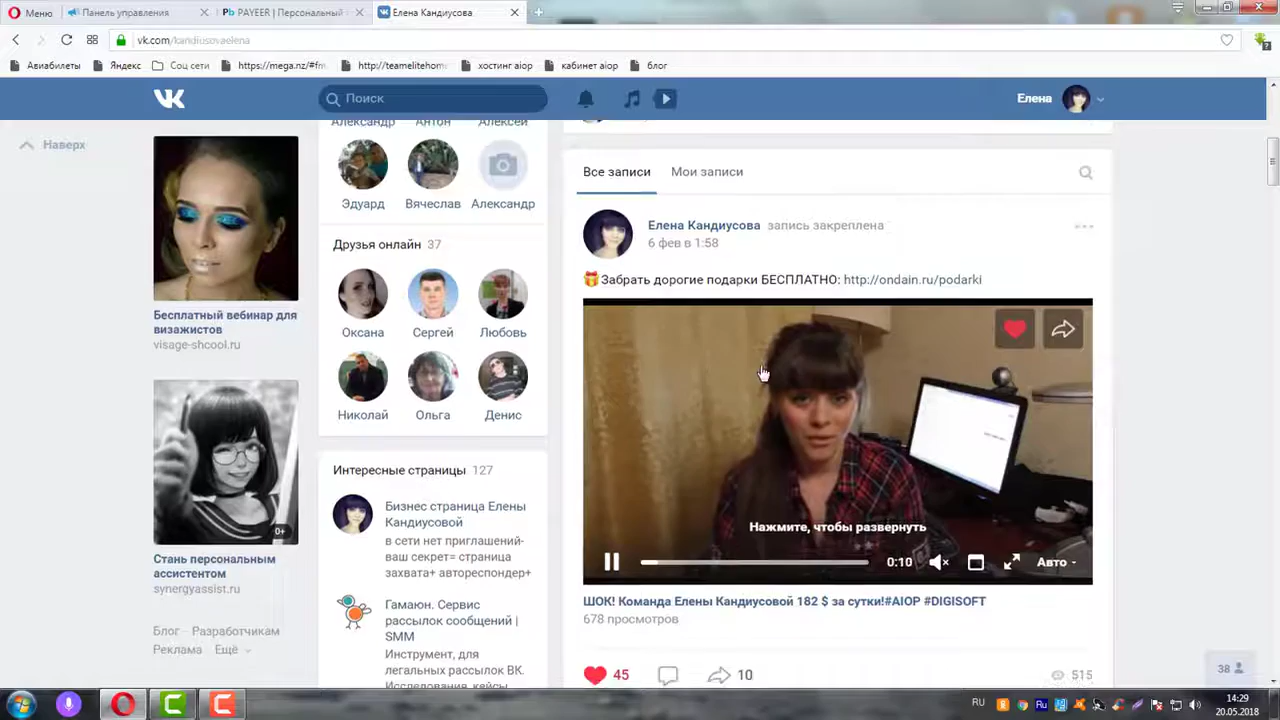 Меню
Панель управления
PAYEER | Персональный
Елена Кандиусова
vk.com/kandiusovaelena
Авиабилеты
Яндекс
Соц сети
https://mega.nz/#fm
http://teamelitehome
хостинг aiop
кабинет aiop
блог
Поиск
Елена
Наверх
Александр
Антон
Алексей
Эдуард
Вячеслав
Александр
Друзья онлайн 37
Оксана
Сергей
Любовь
Николай
Ольга
Денис
Интересные страницы 127
Бизнес страница Елены
Кандиусовой
в сети нет приглашений-
ваш секрет= страница
захвата+ автореспондер+
Гамаюн. Сервис
рассылок сообщений |
SMM
Инструмент, для
легальных рассылок ВК.
Исследования, кейсы
Бесплатный вебинар для
визажистов
visage-shcool.ru
0+
Стань персональным
ассистентом
synergyassist.ru
Блог Разработчикам
Реклама Ещё
Все записи
Мои записи
Елена Кандиусова запись закреплена
6 фев в 1:58
Забрать дорогие подарки БЕСПЛАТНО: http://ondain.ru/podarki
Нажмите, чтобы развернуть
0:10
Авто
ШОК! Команда Елены Кандиусовой 182 $ за сутки!#AIOP #DIGISOFT
678 просмотров
45
10
515
38
RU
14:29
20.05.2018